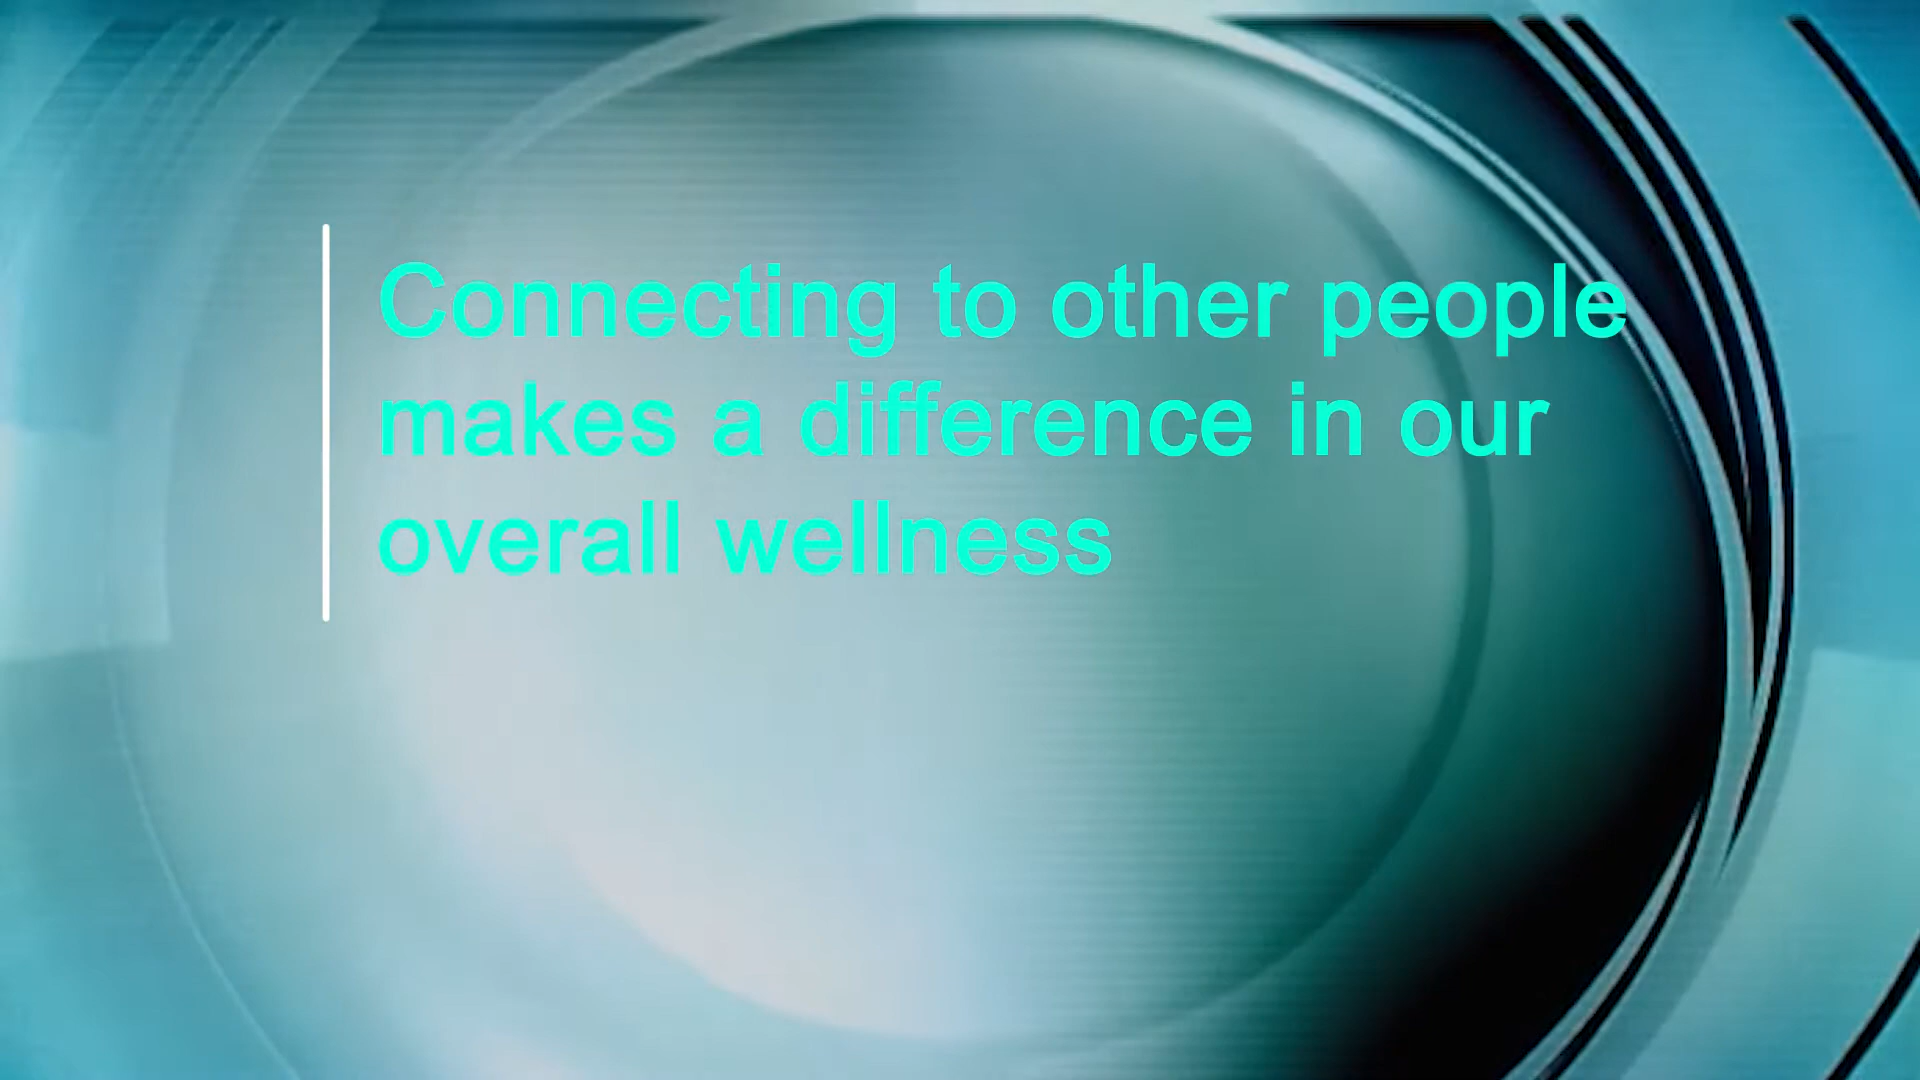 Connecting to other people
makes a difference in our
overall wellness